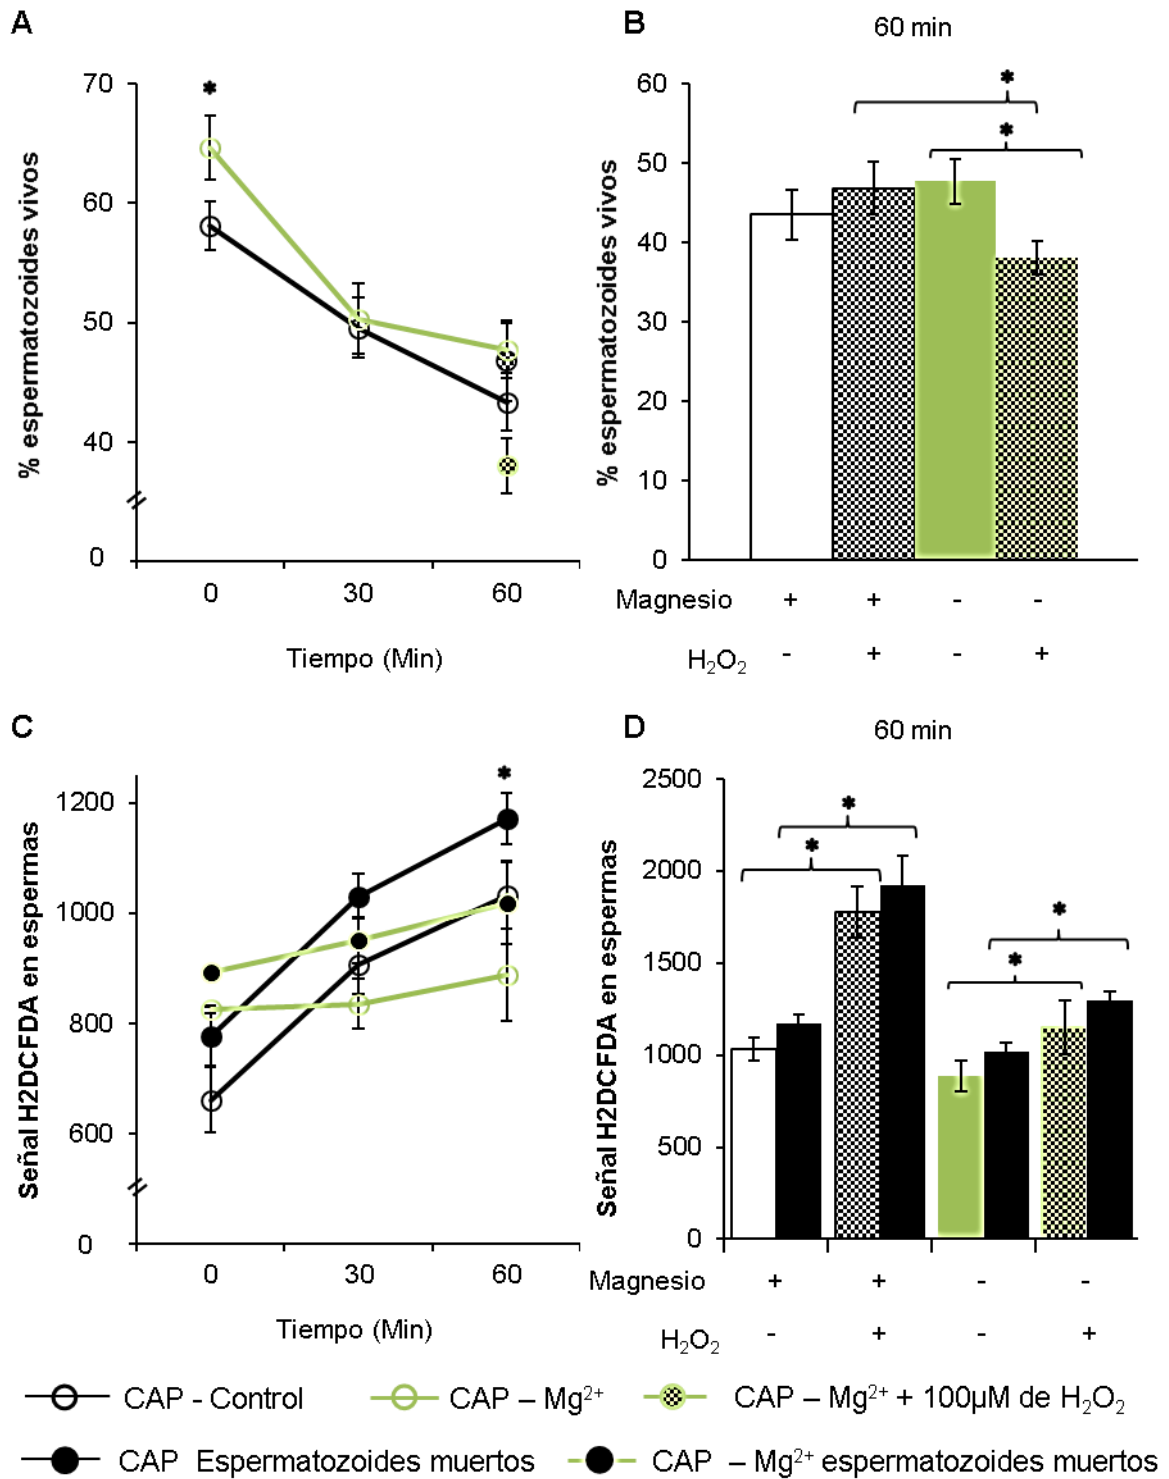 A
% espermatozoides vivos
70
60
50
40
0
*
0 30 60
Tiempo (Min)
B
60 min
% espermatozoides vivos
60
50
40
30
20
10
0
*
*
Magnesio + + - -
H₂O₂ - + - +
C
Señal H2DCFDA en espermas
1200
1000
800
600
0
*
0 30 60
Tiempo (Min)
D
60 min
Señal H2DCFDA en espermas
2500
2000
1500
1000
500
0
*
*
*
*
Magnesio + + - -
H₂O₂ - + - +
CAP - Control CAP – Mg²⁺ CAP – Mg²⁺ + 100µM de H₂O₂
CAP Espermatozoides muertos CAP – Mg²⁺ espermatozoides muertos